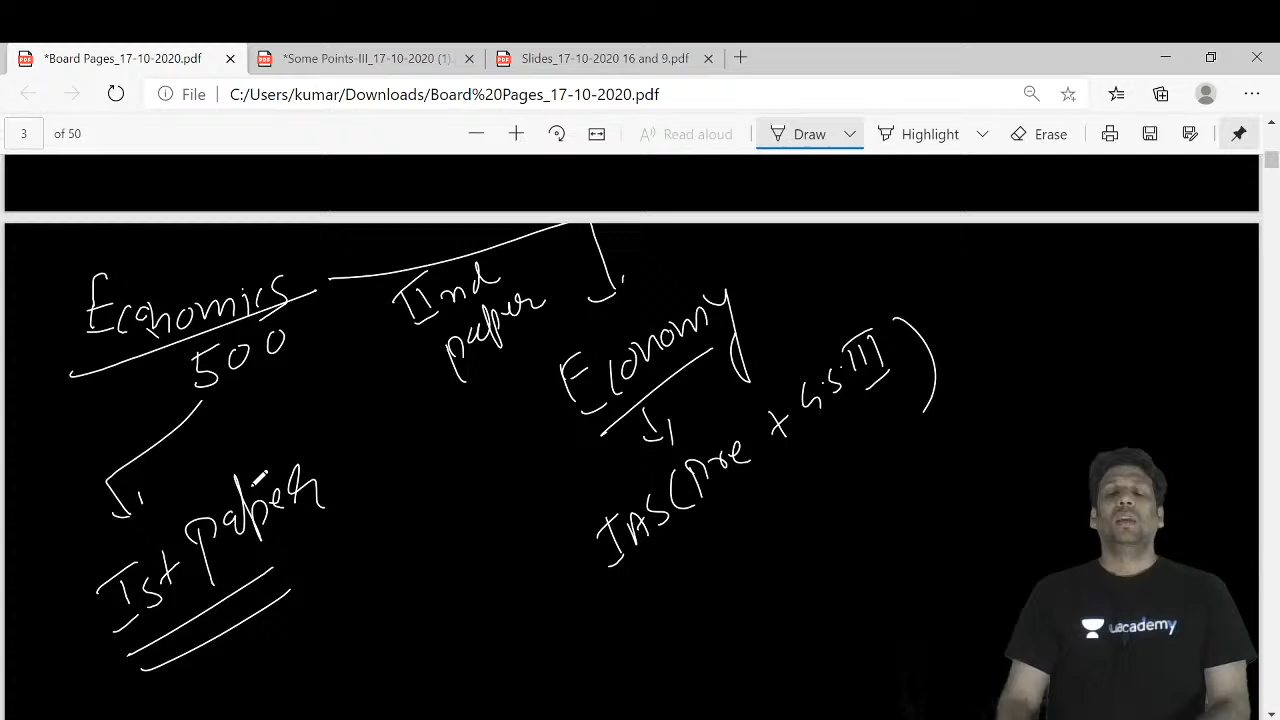 *Board Pages_17-10-2020.pdf
*Some Points-III_17-10-2020 (1).
Slides_17-10-2020 16 and 9.pdf
File C:/Users/kumar/Downloads/Board%20Pages_17-10-2020.pdf
3 of 50
Read aloud
Draw
Highlight
Erase
Economics
500
IInd
paper
Economy
IAS (Pre + G.S.III)
Ist paper
unacademy